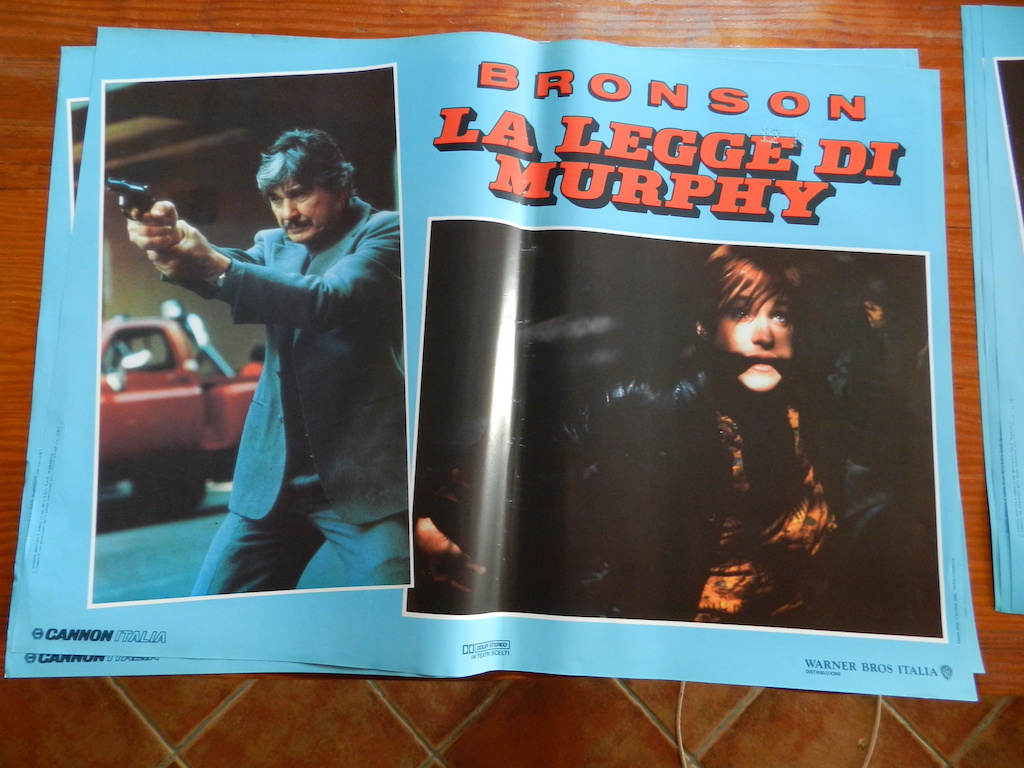 BRONSON
LA LEGGE DI
MURPHY
CANNON ITALIA
CANNON ITALIA
DOLBY STEREO
IN TEATRI SCELTI
WARNER BROS ITALIA
DISTRIBUZIONE